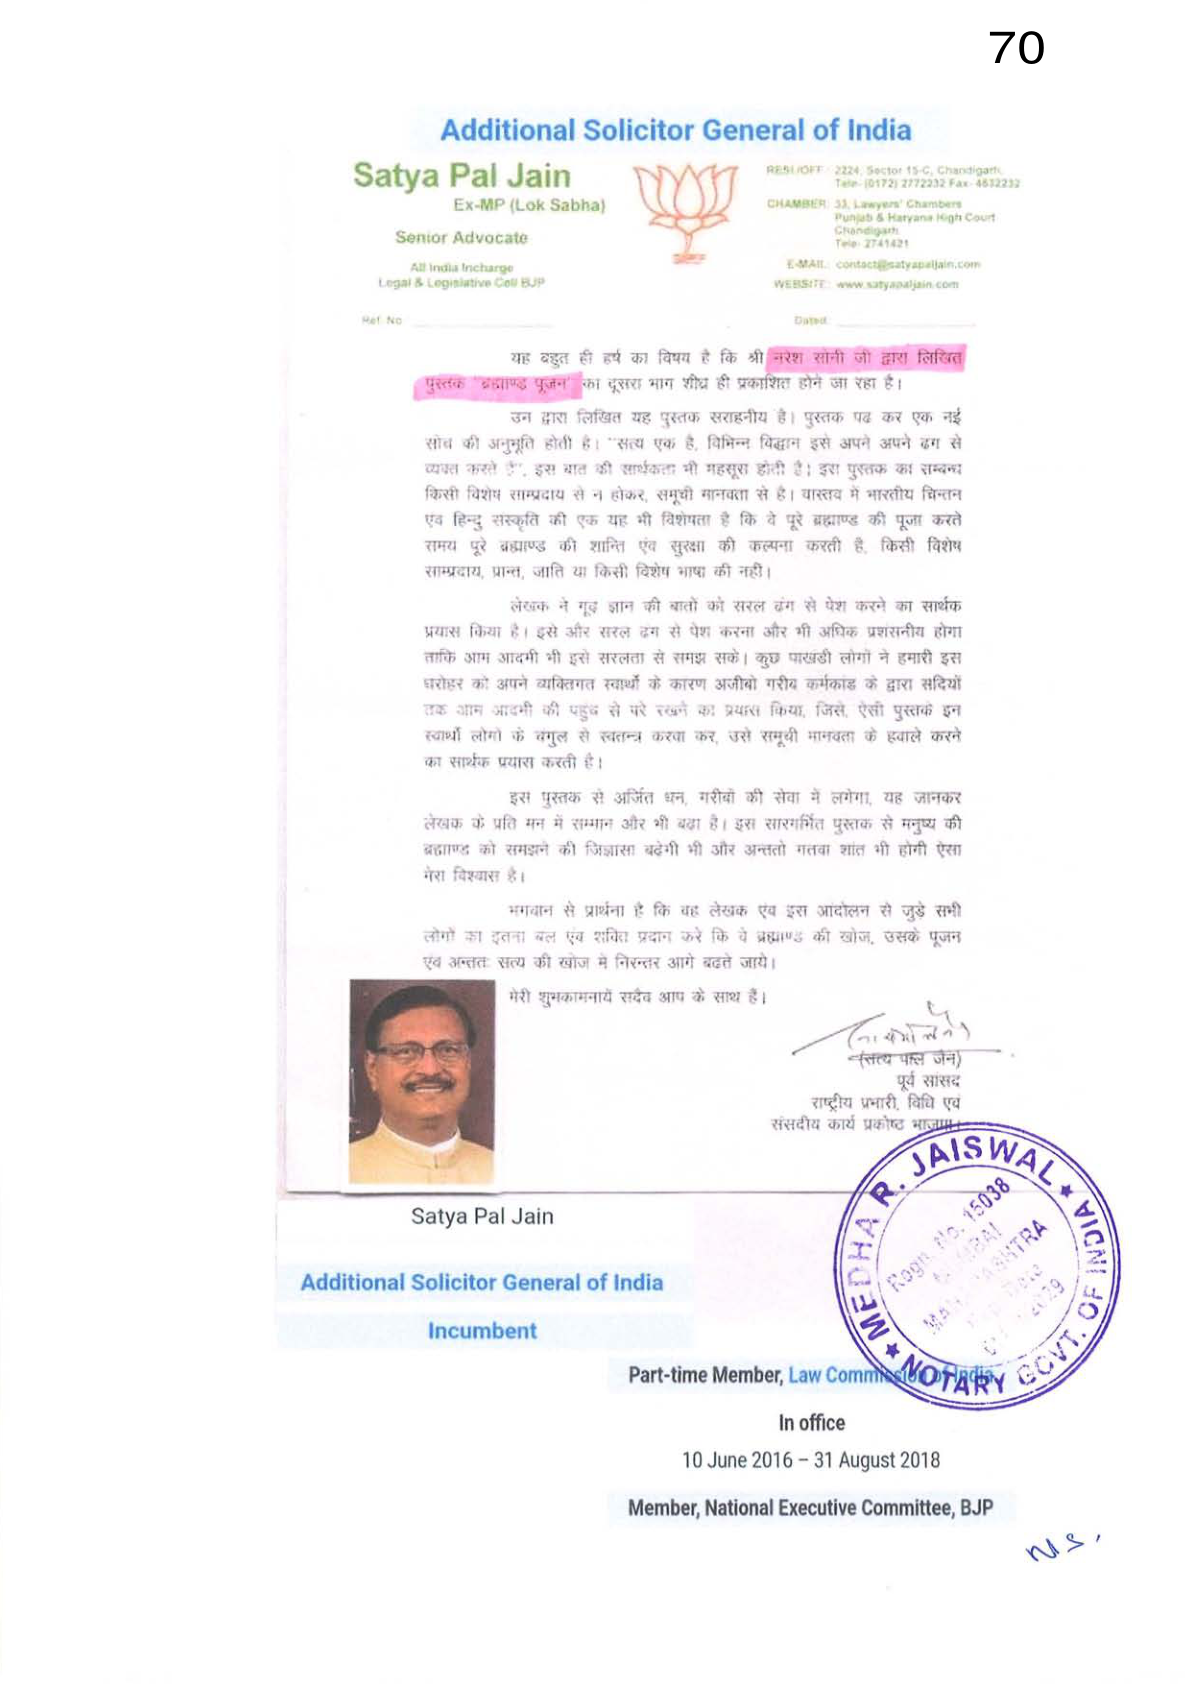 70
Additional Solicitor General of India
Satya Pal Jain
Ex-MP (Lok Sabha)
Senior Advocate
All India Incharge
Legal & Legislative Cell BJP
RESI./OFF.: 2224, Sector 15-C, Chandigarh.
Tele- (0172) 2772232 Fax- 4632232
CHAMBER: 33, Lawyers' Chambers
Punjab & Haryana High Court
Chandigarh
Tele- 2741421
E-MAIL: contact@satyapaljain.com
WEBSITE: www.satyapaljain.com
Ref. No
Dated:
यह बहुत ही हर्ष का विषय है कि श्री नरेश सोनी जी द्वारा लिखित
पुस्तक "ब्रह्माण्ड पूजन" का दूसरा भाग शीघ्र ही प्रकाशित होने जा रहा है।
उन द्वारा लिखित यह पुस्तक सराहनीय है। पुस्तक पढ कर एक नई
सोच की अनुभूति होती है। "सत्य एक है, विभिन्न विद्वान इसे अपने अपने ढग से
व्यक्त करते है", इस बात की सार्थकता भी महसूस होती है। इस पुस्तक का सम्बन्ध
किसी विशेष साम्प्रदाय से न होकर, समूची मानवता से है। वास्तव में भारतीय चिन्तन
एंव हिन्दु संस्कृति की एक यह भी विशेषता है कि वे पूरे ब्रह्माण्ड की पूजा करते
समय पूरे ब्रह्माण्ड की शान्ति एंव सुरक्षा की कल्पना करती है, किसी विशेष
साम्प्रदाय, प्रान्त, जाति या किसी विशेष भाषा की नहीं।
लेखक ने गूढ ज्ञान की बातों को सरल ढंग से पेश करने का सार्थक
प्रयास किया है। इसे और सरल ढग से पेश करना और भी अधिक प्रशंसनीय होगा
ताकि आम आदमी भी इसे सरलता से समझ सके। कुछ पाखंडी लोगों ने हमारी इस
धरोहर को अपने व्यक्तिगत स्वार्थों के कारण अजीबो गरीब कर्मकांड के द्वारा सदियों
तक आम आदमी की पहुंच से परे रखने का प्रयास किया, जिसे, ऐसी पुस्तकें इन
स्वार्थी लोगों के चंगुल से स्वतन्त्र करवा कर, उसे समूची मानवता के हवाले करने
का सार्थक प्रयास करती है।
इस पुस्तक से अर्जित धन, गरीबों की सेवा में लगेगा, यह जानकर
लेखक के प्रति मन में सम्मान और भी बढा है। इस सारगर्भित पुस्तक से मनुष्य की
ब्रह्माण्ड को समझने की जिज्ञासा बढ़ेगी भी और अन्ततो गतवा शांत भी होगी ऐसा
मेरा विश्वास है।
भगवान से प्रार्थना है कि वह लेखक एंव इस आंदोलन से जुड़े सभी
लोगों का इतना बल एंव शक्ति प्रदान करे कि वे ब्रह्माण्ड की खोज, उसके पूजन
एंव अन्ततः सत्य की खोज में निरन्तर आगे बढते जाये।
मेरी शुभकामनायें सदैव आप के साथ हैं।
(सत्य पाल जैन)
पूर्व सांसद
राष्ट्रीय प्रभारी, विधि एवं
संसदीय कार्य प्रकोष्ट भाजपा।
MEDHA R. JAISWAL
NOTARY GOVT. OF INDIA
Regn. No. 15038
Satya Pal Jain
Additional Solicitor General of India
Incumbent
Part-time Member, Law Commission of India
In office
10 June 2016 – 31 August 2018
Member, National Executive Committee, BJP
N.S.